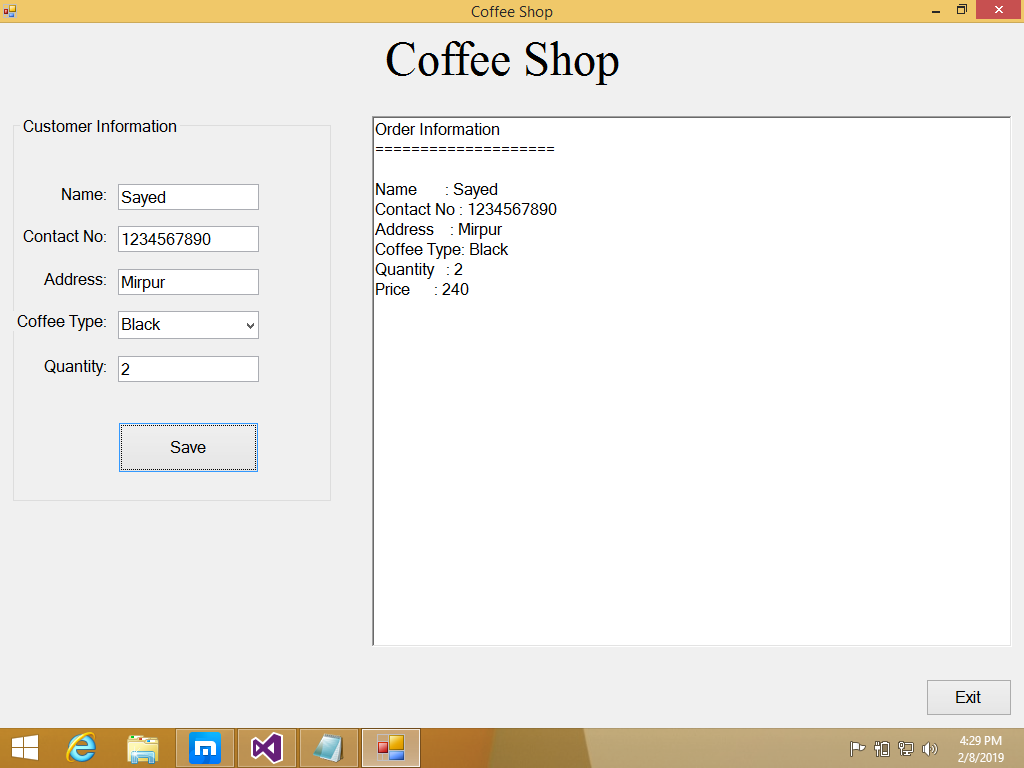 Coffee Shop
Coffee Shop
Customer Information
Name: Sayed
Contact No: 1234567890
Address: Mirpur
Coffee Type: Black
Quantity: 2
Save
Order Information
====================
Name : Sayed
Contact No : 1234567890
Address : Mirpur
Coffee Type: Black
Quantity : 2
Price : 240
Exit
4:29 PM
2/8/2019